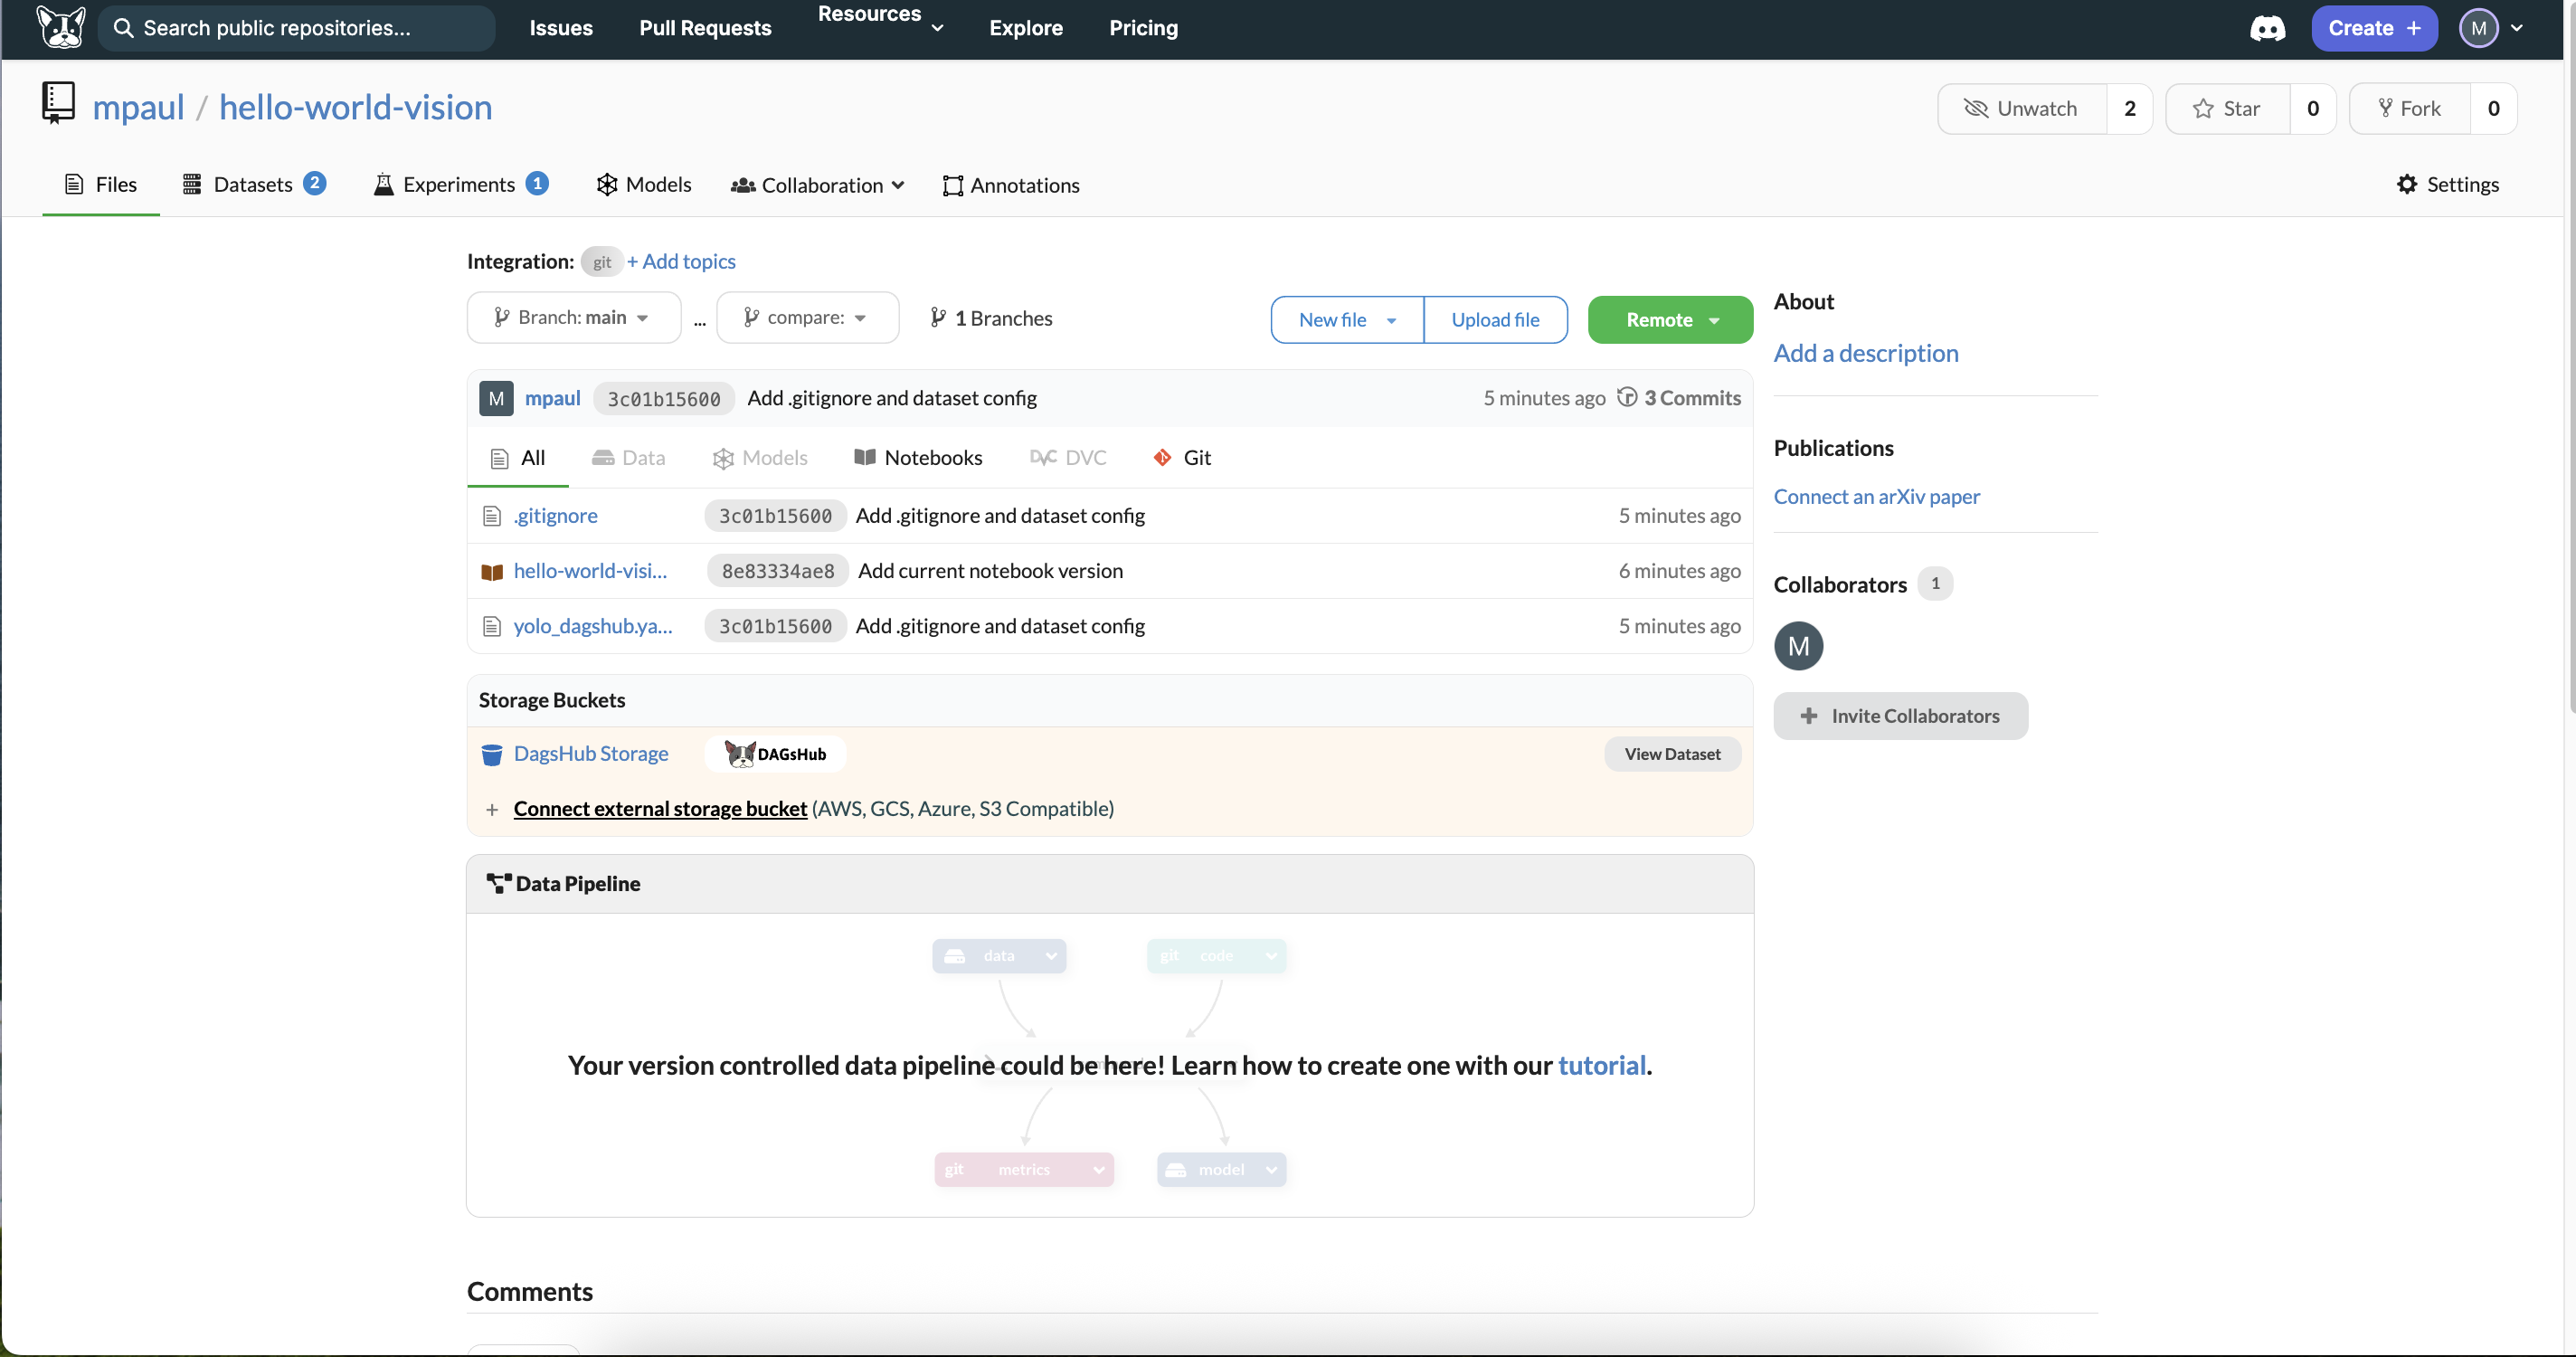 Search public repositories... Issues Pull Requests Resources Explore Pricing Create + M
mpaul / hello-world-vision Unwatch 2 Star 0 Fork 0
Files Datasets 2 Experiments 1 Models Collaboration Annotations Settings
Integration: git + Add topics
Branch: main ... compare: 1 Branches New file Upload file Remote
About
Add a description
M mpaul 3c01b15600 Add .gitignore and dataset config 5 minutes ago 3 Commits
All Data Models Notebooks DVC DVC Git
.gitignore 3c01b15600 Add .gitignore and dataset config 5 minutes ago
hello-world-visi... 8e83334ae8 Add current notebook version 6 minutes ago
yolo_dagshub.ya... 3c01b15600 Add .gitignore and dataset config 5 minutes ago
Publications
Connect an arXiv paper
Collaborators 1
M
+ Invite Collaborators
Storage Buckets
DagsHub Storage DAGsHub View Dataset
+ Connect external storage bucket (AWS, GCS, Azure, S3 Compatible)
Data Pipeline
data git code
Your version controlled data pipeline could be here! Learn how to create one with our tutorial.
git metrics model
Comments